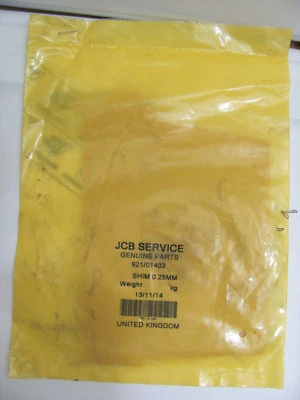 JCB SERVICE
GENUINE PARTS
921/01403
SHIM 0.25MM
Weight kg
13/11/14
UNITED KINGDOM